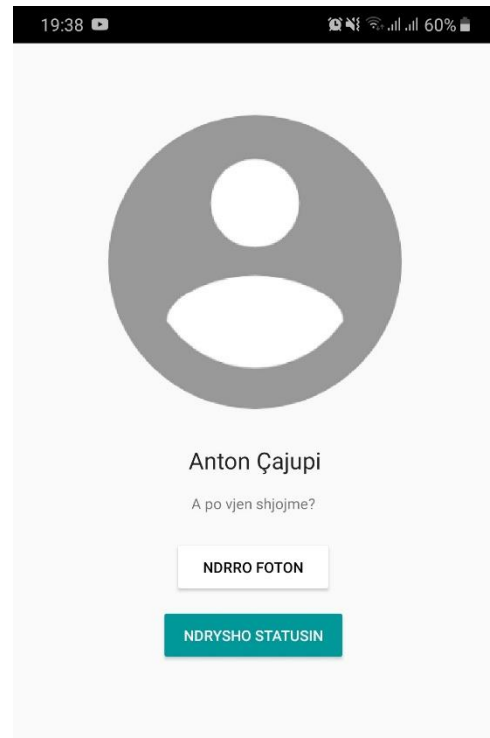 19:38 60%
Anton Çajupi
A po vjen shjojme?
NDRRO FOTON
NDRYSHO STATUSIN